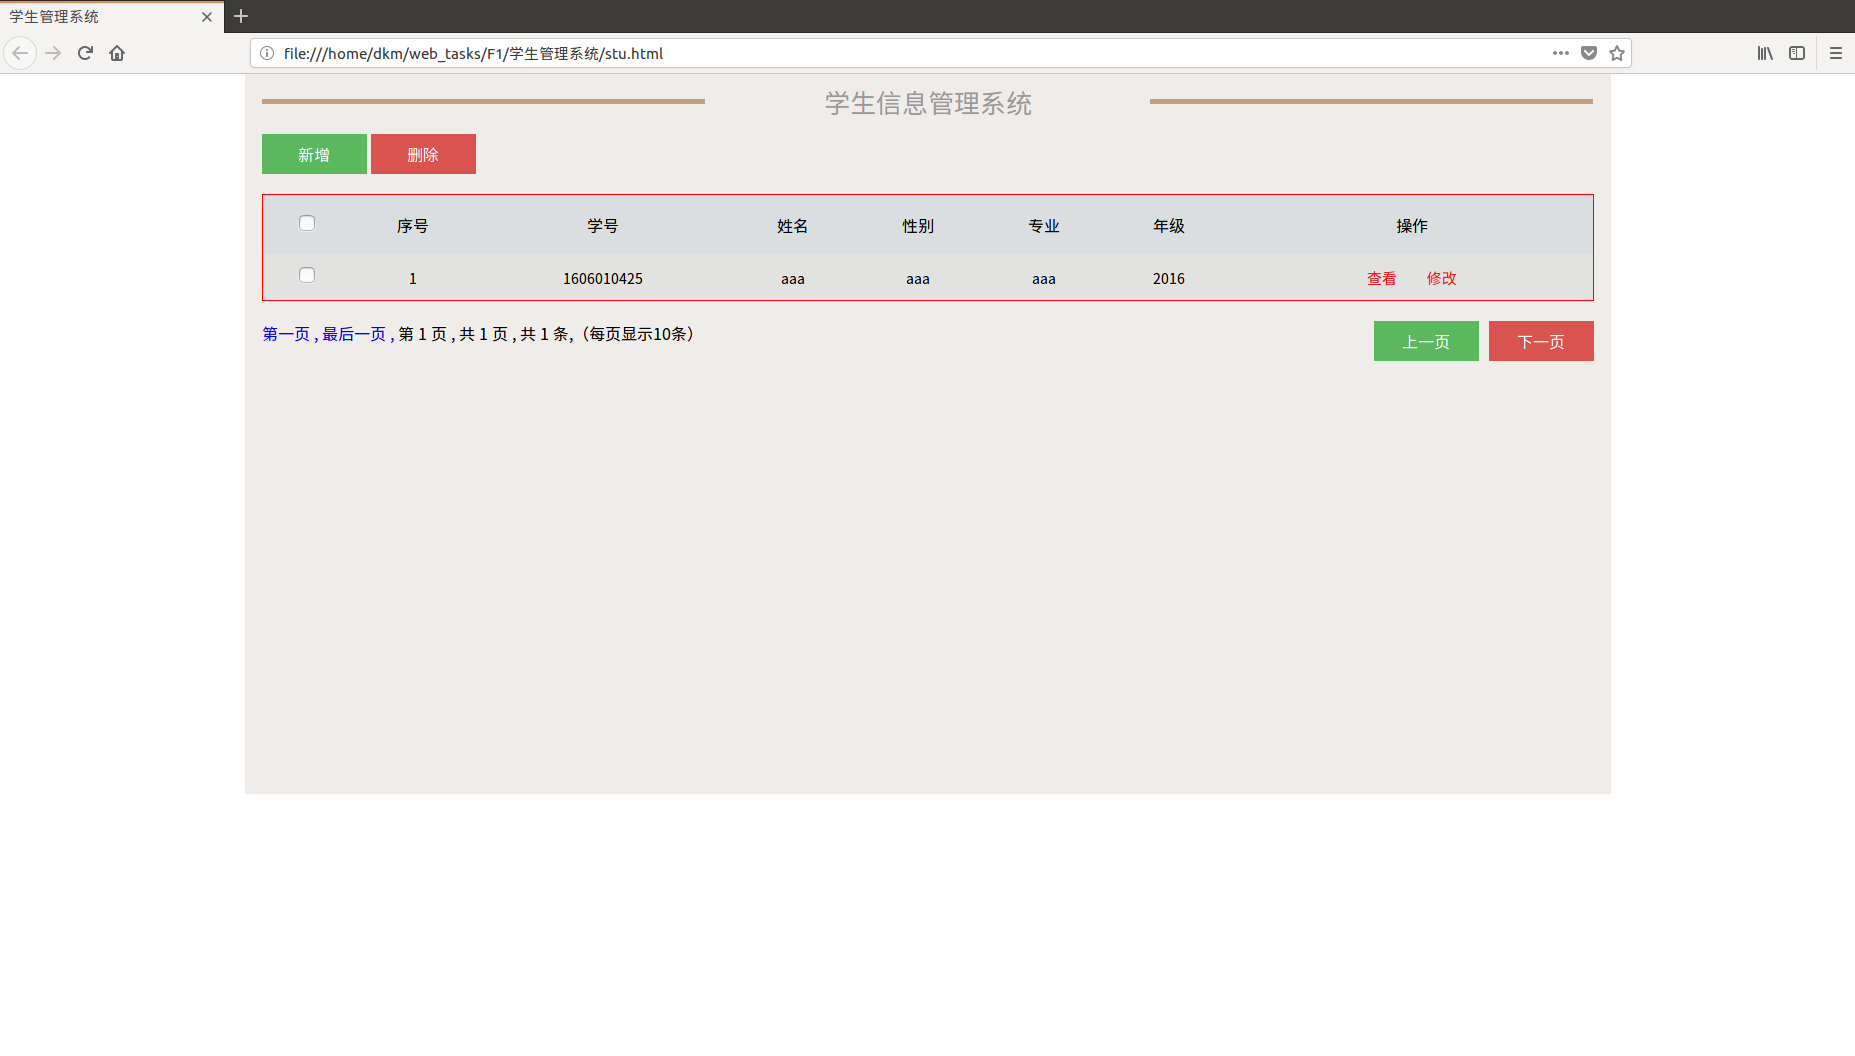 学生管理系统
file:///home/dkm/web_tasks/F1/学生管理系统/stu.html
学生信息管理系统
新增 删除
序号 学号 姓名 性别 专业 年级 操作
1 1606010425 aaa aaa aaa 2016 查看 修改
第一页 , 最后一页 , 第 1 页 , 共 1 页 , 共 1 条,（每页显示10条） 上一页 下一页